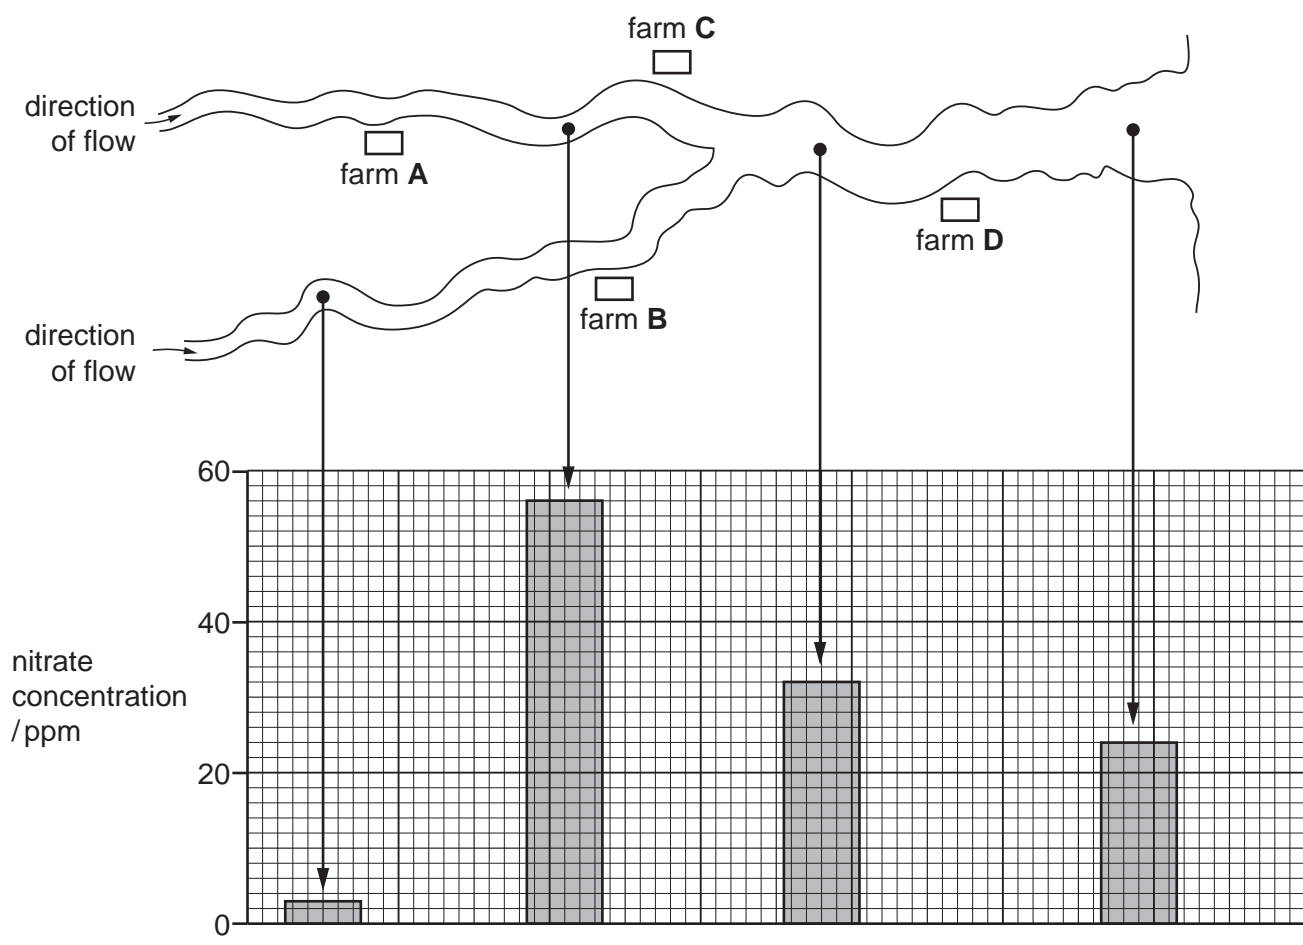 farm C
direction
of flow
farm A
farm D
farm B
direction
of flow
60
40
nitrate
concentration
/ ppm
20
0